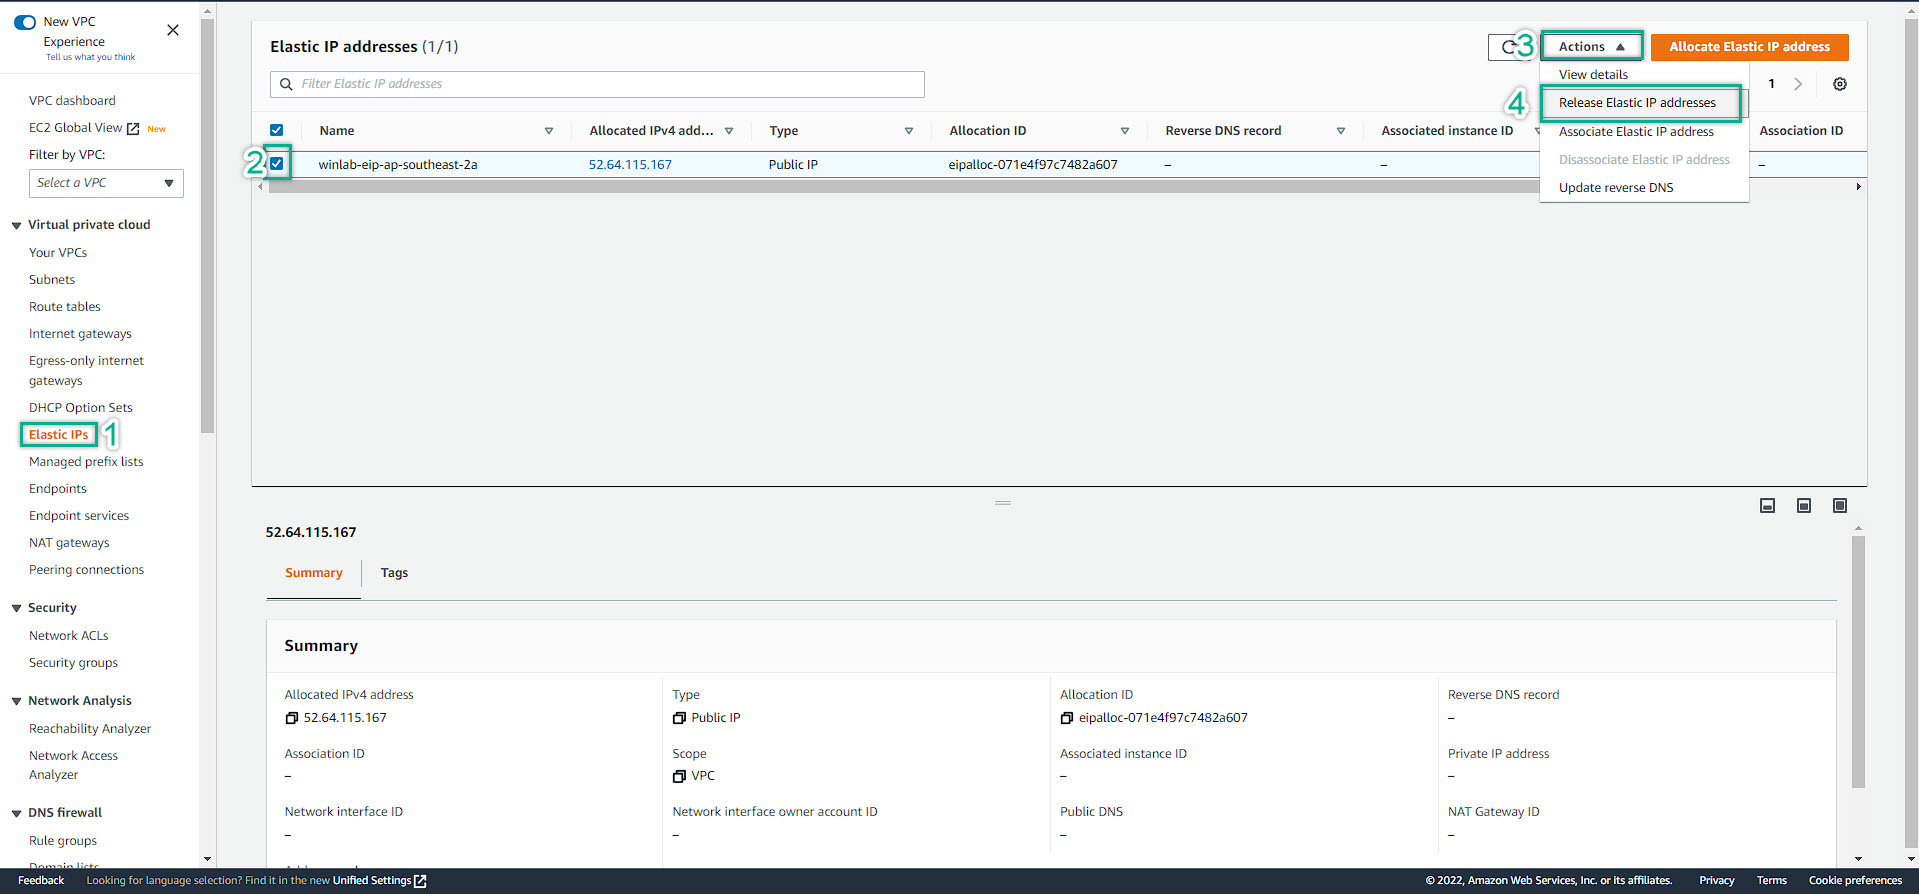 New VPC
Experience
Tell us what you think
VPC dashboard
EC2 Global View New
Filter by VPC:
Select a VPC
Virtual private cloud
Your VPCs
Subnets
Route tables
Internet gateways
Egress-only internet
gateways
DHCP Option Sets
Elastic IPs 1
Managed prefix lists
Endpoints
Endpoint services
NAT gateways
Peering connections
Security
Network ACLs
Security groups
Network Analysis
Reachability Analyzer
Network Access
Analyzer
DNS firewall
Rule groups
Domain lists
Elastic IP addresses (1/1)
3 Actions Allocate Elastic IP address
Filter Elastic IP addresses
1
View details
4 Release Elastic IP addresses
Associate Elastic IP address
Disassociate Elastic IP address
Update reverse DNS
Name Allocated IPv4 add... Type Allocation ID Reverse DNS record Associated instance ID Association ID
2 winlab-eip-ap-southeast-2a 52.64.115.167 Public IP eipalloc-071e4f97c7482a607 – – –
52.64.115.167
Summary Tags
Summary
Allocated IPv4 address Type Allocation ID Reverse DNS record
52.64.115.167 Public IP eipalloc-071e4f97c7482a607 –
Association ID Scope Associated instance ID Private IP address
– VPC – –
Network interface ID Network interface owner account ID Public DNS NAT Gateway ID
– – – –
Feedback Looking for language selection? Find it in the new Unified Settings © 2022, Amazon Web Services, Inc. or its affiliates. Privacy Terms Cookie preferences